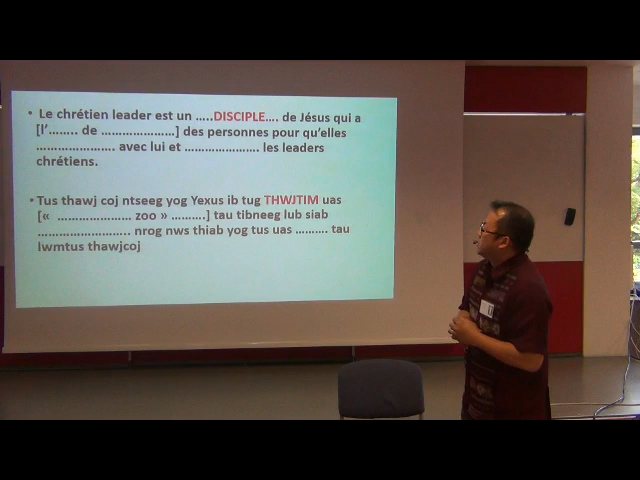 • Le chrétien leader est un …..DISCIPLE…. de Jésus qui a
[l'…….. de …………………] des personnes pour qu'elles
…………………. avec lui et …………………. les leaders
chrétiens.
• Tus thawj coj ntseeg yog Yexus ib tug THWJTIM uas
[« ………………… zoo » ……….] tau tibneeg lub siab
…………………….. nrog nws thiab yog tus uas ………. tau
lwmtus thawjcoj